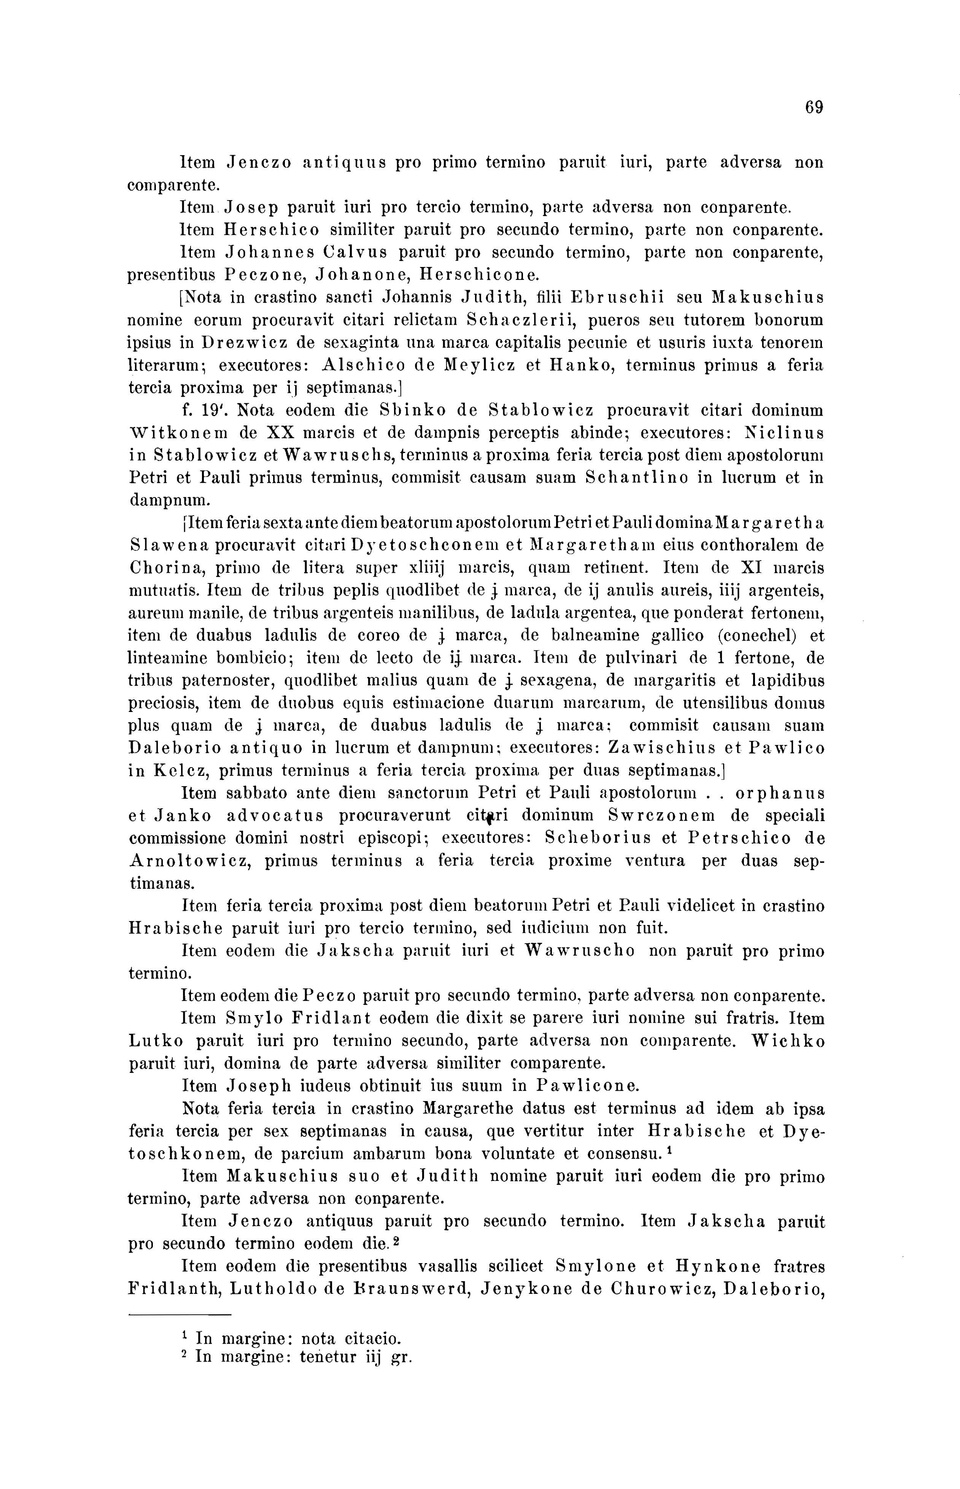 69
Item Jenczo antiquus pro primo termino paruit iuri, parte adversa non
comparente.
Item Josep paruit iuri pro tercio termino, parte adversa non conparente.
Item Herschico similiter paruit pro secundo termino, parte non conparente.
Item Johannes Calvus paruit pro secundo termino, parte non conparente,
presentibus Peczone, Johanone, Herschicone.
[Nota in crastino sancti Johannis Judith, filii Ebruschii seu Makuschius
nomine eorum procuravit citari relictam Schaczlerii, pueros seu tutorem bonorum
ipsius in Drezwicz de sexaginta una marca capitalis pecunie et usuris iuxta tenorem
literarum; executores: Alschico de Meylicz et Hanko, terminus primus a feria
tercia proxima per ij septimanas.]
f. 19'. Nota eodem die Sbinko de Stablowicz procuravit citari dominum
Witkonem de XX marcis et de dampnis perceptis abinde; executores: Niclinus
in Stablowicz et Wawruschs, terminus a proxima feria tercia post diem apostolorum
Petri et Pauli primus terminus, commisit causam suam Schantlino in lucrum et in
dampnum.
[Item feria sexta ante diem beatorum apostolorum Petri et Pauli domina Margaretha
Slawena procuravit citari Dyetoschconem et Margaretham eius conthoralem de
Chorina, primo de litera super xliiij marcis, quam retinent. Item de XI marcis
mutuatis. Item de tribus peplis quodlibet de j marca, de ij anulis aureis, iiij argenteis,
aureum manile, de tribus argenteis manilibus, de ladula argentea, que ponderat fertonem,
item de duabus ladulis de coreo de j marca, de balneamine gallico (conechel) et
linteamine bombicio; item de lecto de ij marca. Item de pulvinari de 1 fertone, de
tribus paternoster, quodlibet malius quam de j sexagena, de margaritis et lapidibus
preciosis, item de duobus equis estimacione duarum marcarum, de utensilibus domus
plus quam de j marca, de duabus ladulis de j marca; commisit causam suam
Daleborio antiquo in lucrum et dampnum; executores: Zawischius et Pawlico
in Kelcz, primus terminus a feria tercia proxima per duas septimanas.]
Item sabbato ante diem sanctorum Petri et Pauli apostolorum . . orphanus
et Janko advocatus procuraverunt citari dominum Swrczonem de speciali
commissione domini nostri episcopi; executores: Scheborius et Petrschico de
Arnoltowicz, primus terminus a feria tercia proxime ventura per duas sep-
timanas.
Item feria tercia proxima post diem beatorum Petri et Pauli videlicet in crastino
Hrabische paruit iuri pro tercio termino, sed iudicium non fuit.
Item eodem die Jakscha paruit iuri et Wawruscho non paruit pro primo
termino.
Item eodem die Peczo paruit pro secundo termino, parte adversa non conparente.
Item Smylo Fridlant eodem die dixit se parere iuri nomine sui fratris. Item
Lutko paruit iuri pro termino secundo, parte adversa non comparente. Wichko
paruit iuri, domina de parte adversa similiter comparente.
Item Joseph iudeus obtinuit ius suum in Pawlicone.
Nota feria tercia in crastino Margarethe datus est terminus ad idem ab ipsa
feria tercia per sex septimanas in causa, que vertitur inter Hrabische et Dye-
toschkonem, de parcium ambarum bona voluntate et consensu. ¹
Item Makuschius suo et Judith nomine paruit iuri eodem die pro primo
termino, parte adversa non conparente.
Item Jenczo antiquus paruit pro secundo termino. Item Jakscha paruit
pro secundo termino eodem die. ²
Item eodem die presentibus vasallis scilicet Smylone et Hynkone fratres
Fridlanth, Lutholdo de Braunswerd, Jenykone de Churowicz, Daleborio,
¹ In margine: nota citacio.
² In margine: tenetur iij gr.